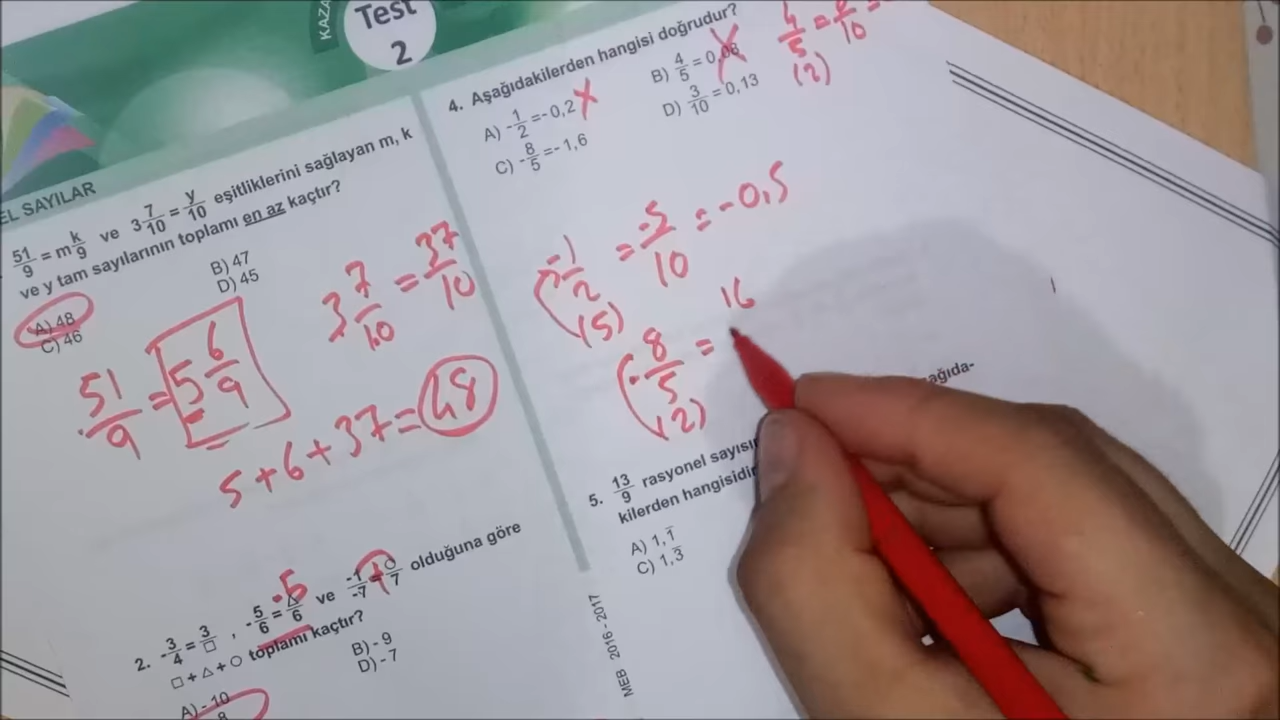 KAZA
Test
2
EL SAYILAR
51/9 = m k/9 ve 3 7/10 = y/10 eşitliklerini sağlayan m, k
ve y tam sayılarının toplamı en az kaçtır?
A) 48
B) 47
C) 46
D) 45
51/9 = 5 6/9
3 7/10 = 37/10
5+6+37=48
2. -3/4 = 3/□ , -5/6 = △/6 ve -1/-7 = ○/7 olduğuna göre
-5
□ + △ + ○ toplamı kaçtır?
A) - 10
B) - 9
D) - 7
4. Aşağıdakilerden hangisi doğrudur?
A) -1/2 = -0,2 X
B) 4/5 = 0,08 X
C) -8/5 = -1,6
D) 3/10 = 0,13
4/5 = 8/10 =
(2)
-1/2 = -5/10 = -0,5
(5)
-8/5 = 16
(2)
5. 13/9 rasyonel
kilerden
A) 1,1̅
C) 1,3̅
MEB 2016 - 2017